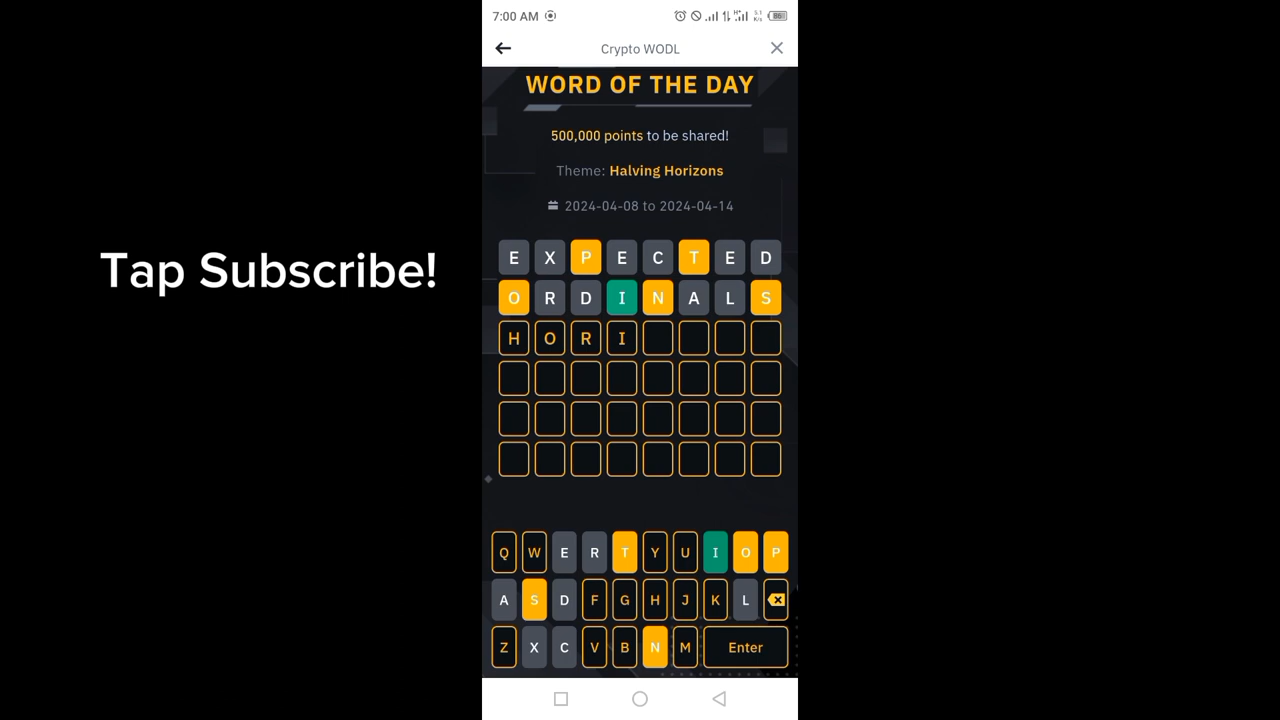 7:00 AM
Crypto WODL
WORD OF THE DAY
500,000 points to be shared!
Theme: Halving Horizons
2024-04-08 to 2024-04-14
Tap Subscribe!
E X P E C T E D
O R D I N A L S
H O R I
Q W E R T Y U I O P
A S D F G H J K L
Z X C V B N M Enter